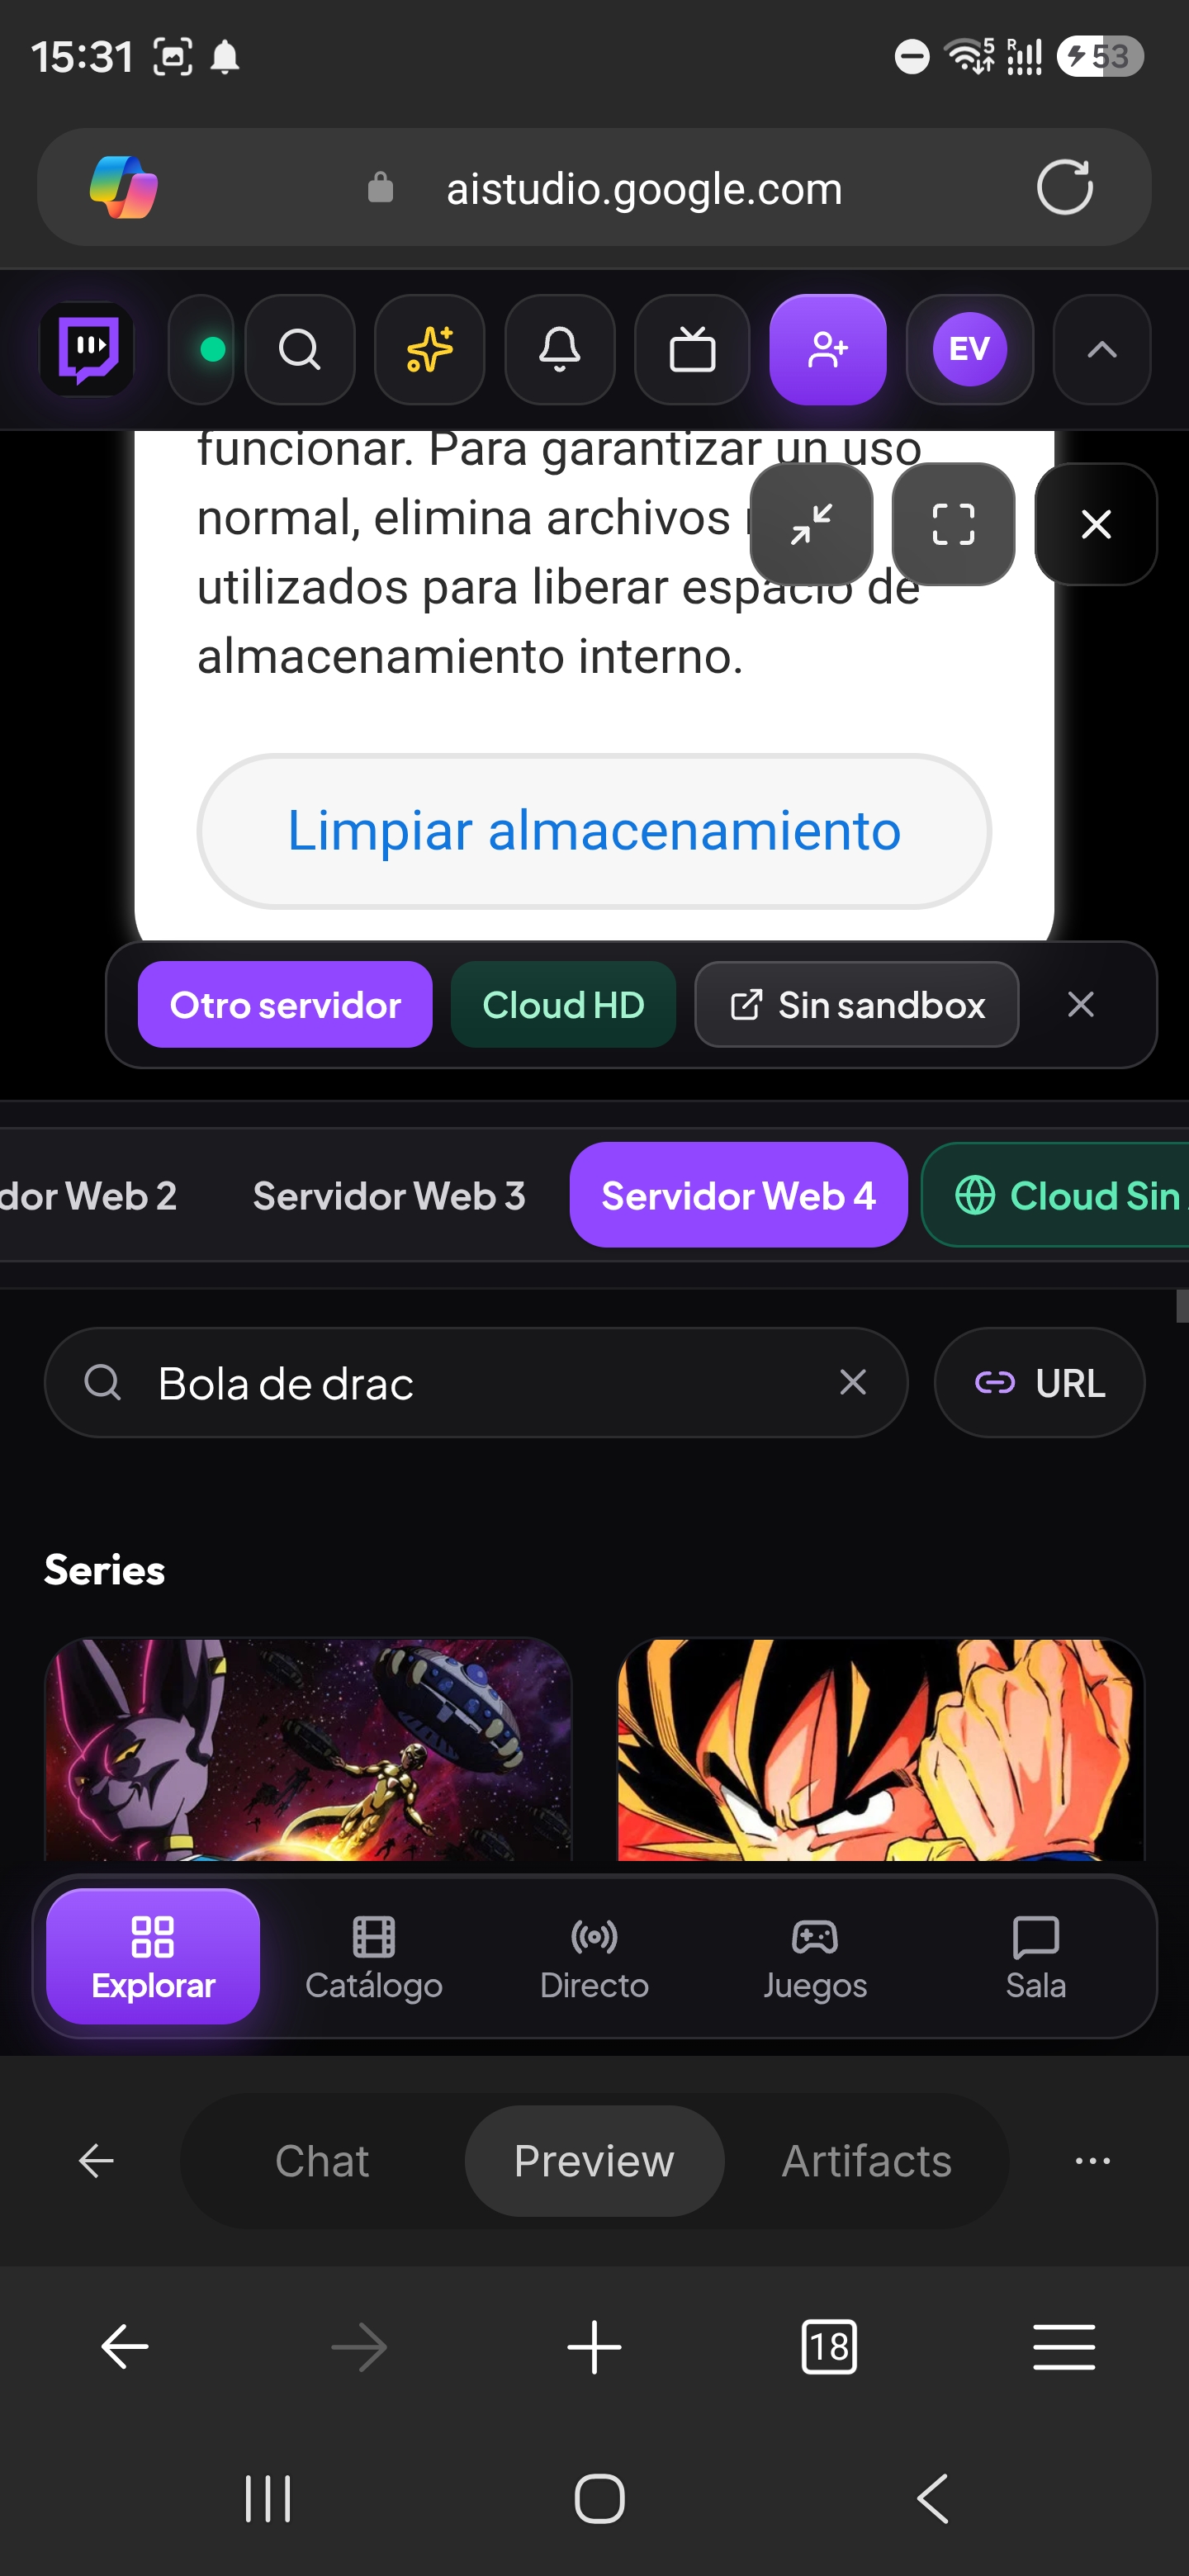 15:31
5
R
53
aistudio.google.com
EV
funcionar. Para garantizar un uso
normal, elimina archivos
utilizados para liberar espacio de
almacenamiento interno.
Limpiar almacenamiento
Otro servidor
Cloud HD
Sin sandbox
dor Web 2
Servidor Web 3
Servidor Web 4
Cloud Sin
Bola de drac
URL
Series
Explorar
Catálogo
Directo
Juegos
Sala
Chat
Preview
Artifacts
18